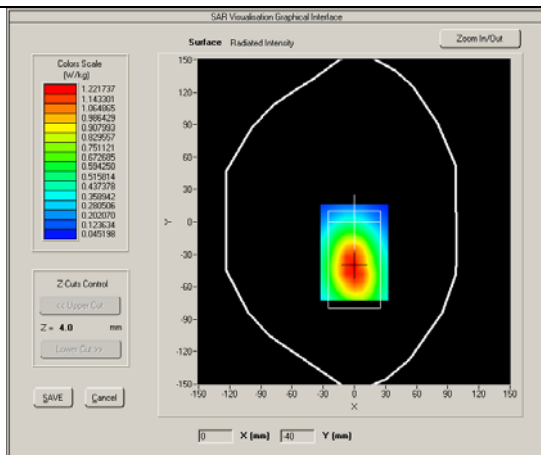 SAR Visualisation Graphical Interface
Surface Radiated Intensity
Zoom In/Out
Colors Scale
(W/kg)
1.221737
1.143301
1.064865
0.986429
0.907993
0.829557
0.751121
0.672685
0.594250
0.515814
0.437378
0.358942
0.280506
0.202070
0.123634
0.045198
150
120
90
60
30
0
-30
-60
-90
-120
-150
Y
-150 -120 -90 -60 -30 0 30 60 90 120 150
X
Z-Cuts Control
<< Upper Cut
Z = 4.0 mm
Lower Cut >>
SAVE Cancel
0 X (mm) -40 Y (mm)